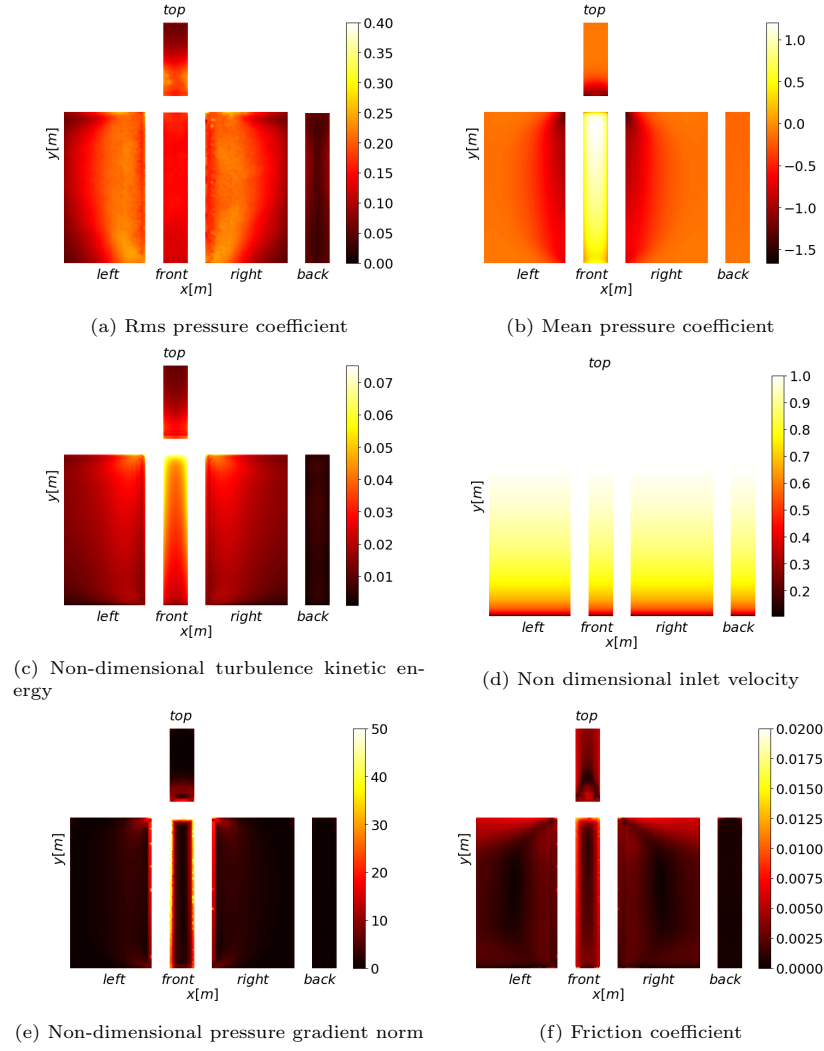 top
0.40
0.35
0.30
0.25
0.20
0.15
0.10
0.05
0.00
y[m]
left front right back
x[m]
(a) Rms pressure coefficient
top
1.0
0.5
0.0
−0.5
−1.0
−1.5
y[m]
left front right back
x[m]
(b) Mean pressure coefficient
top
0.07
0.06
0.05
0.04
0.03
0.02
0.01
y[m]
left front right back
x[m]
(c) Non-dimensional turbulence kinetic en-
ergy
top
1.0
0.9
0.8
0.7
0.6
0.5
0.4
0.3
0.2
y[m]
left front right back
x[m]
(d) Non dimensional inlet velocity
top
50
40
30
20
10
0
y[m]
left front right back
x[m]
(e) Non-dimensional pressure gradient norm
top
0.0200
0.0175
0.0150
0.0125
0.0100
0.0075
0.0050
0.0025
0.0000
y[m]
left front right back
x[m]
(f) Friction coefficient